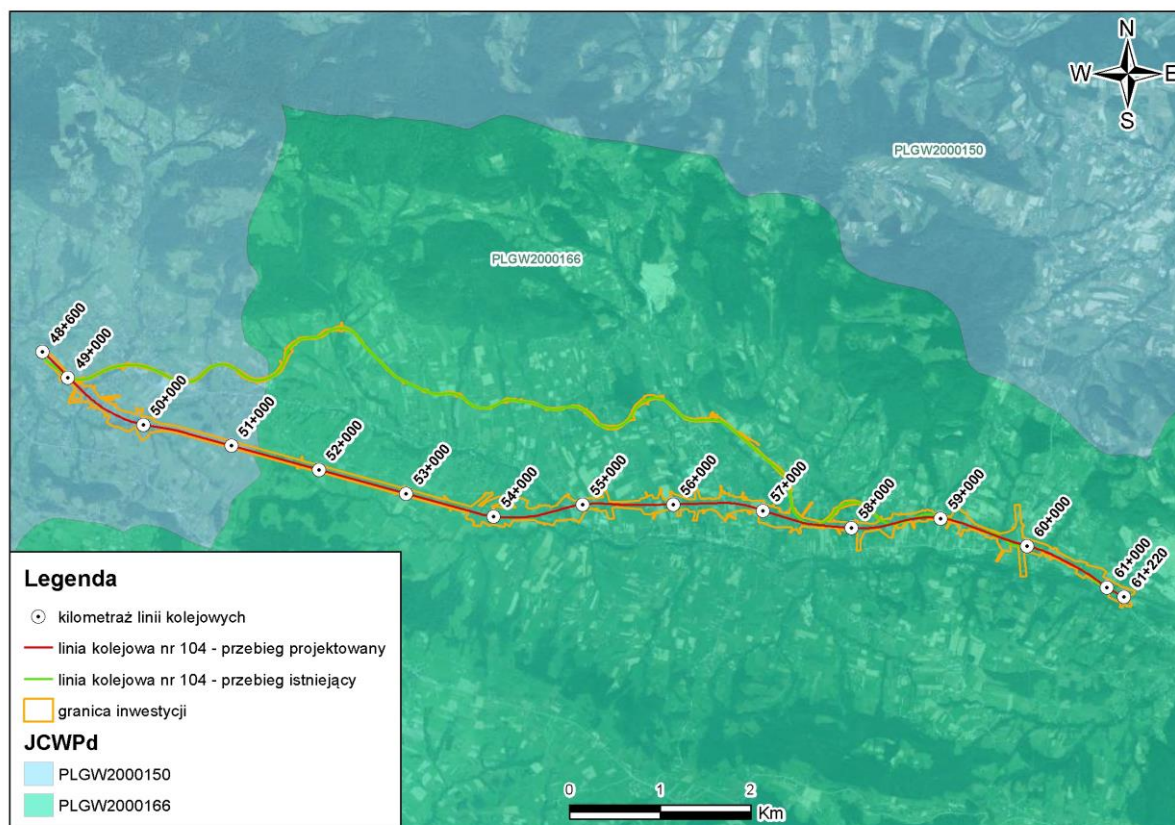 N
W E
S
PLGW2000150
PLGW2000166
48+600
49+000
50+000
51+000
52+000
53+000
54+000
55+000
56+000
57+000
58+000
59+000
60+000
61+000
61+220
Legenda
kilometraż linii kolejowych
linia kolejowa nr 104 - przebieg projektowany
linia kolejowa nr 104 - przebieg istniejący
granica inwestycji
JCWPd
PLGW2000150
PLGW2000166
0 1 2
Km